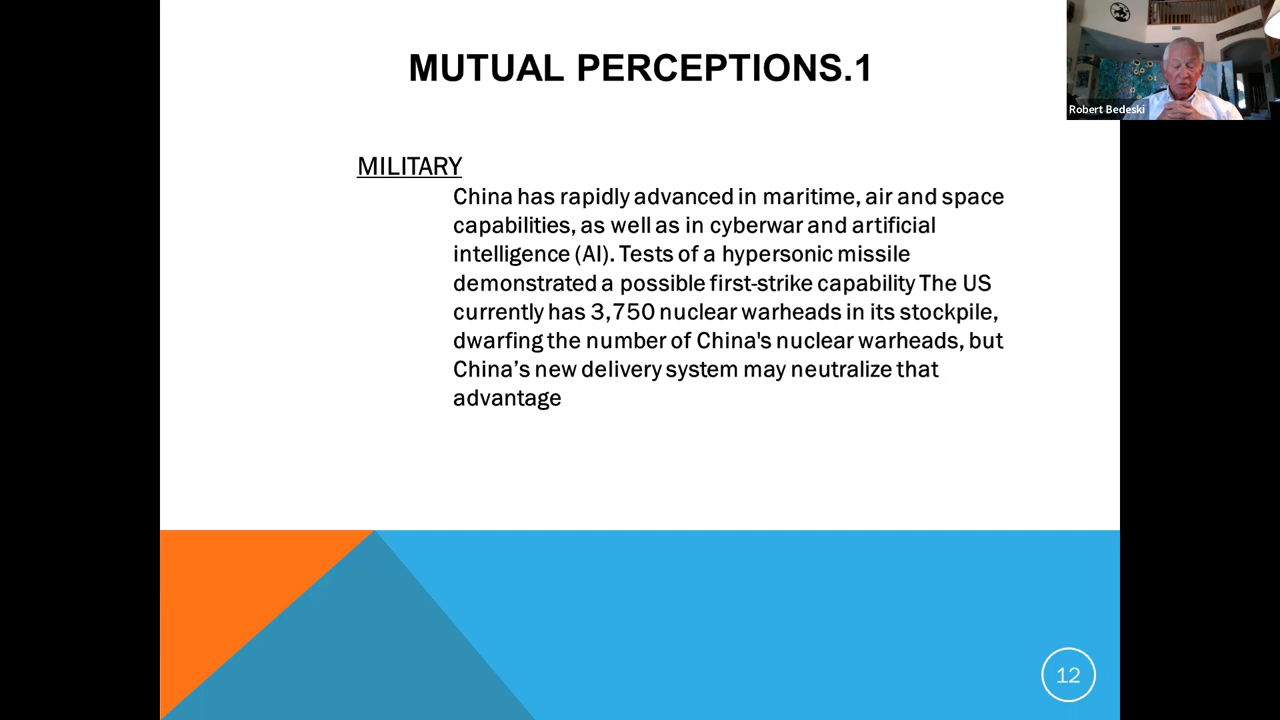 MUTUAL PERCEPTIONS.1
Robert Bedeski
MILITARY
China has rapidly advanced in maritime, air and space
capabilities, as well as in cyberwar and artificial
intelligence (AI). Tests of a hypersonic missile
demonstrated a possible first-strike capability The US
currently has 3,750 nuclear warheads in its stockpile,
dwarfing the number of China's nuclear warheads, but
China’s new delivery system may neutralize that
advantage
12